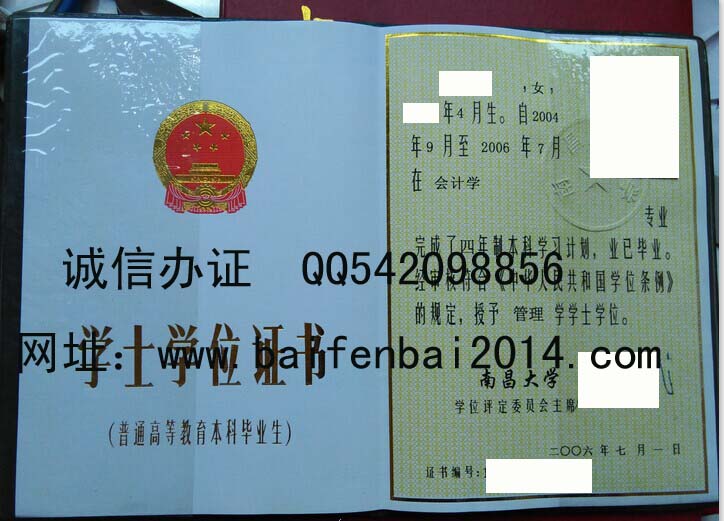 学士学位证书
(普通高等教育本科毕业生)
，女，
年4月生。自2004
年9月至 2006 年7月
在 会计学
专业
完成了四年制本科学习计划，业已毕业。
经审核符合《中华人民共和国学位条例》
的规定，授予 管理 学学士学位。
南昌大学
学位评定委员会主席
二〇〇六年七月一日
证书编号:
诚信办证 QQ542098856
网址：www.banfenbai2014.com